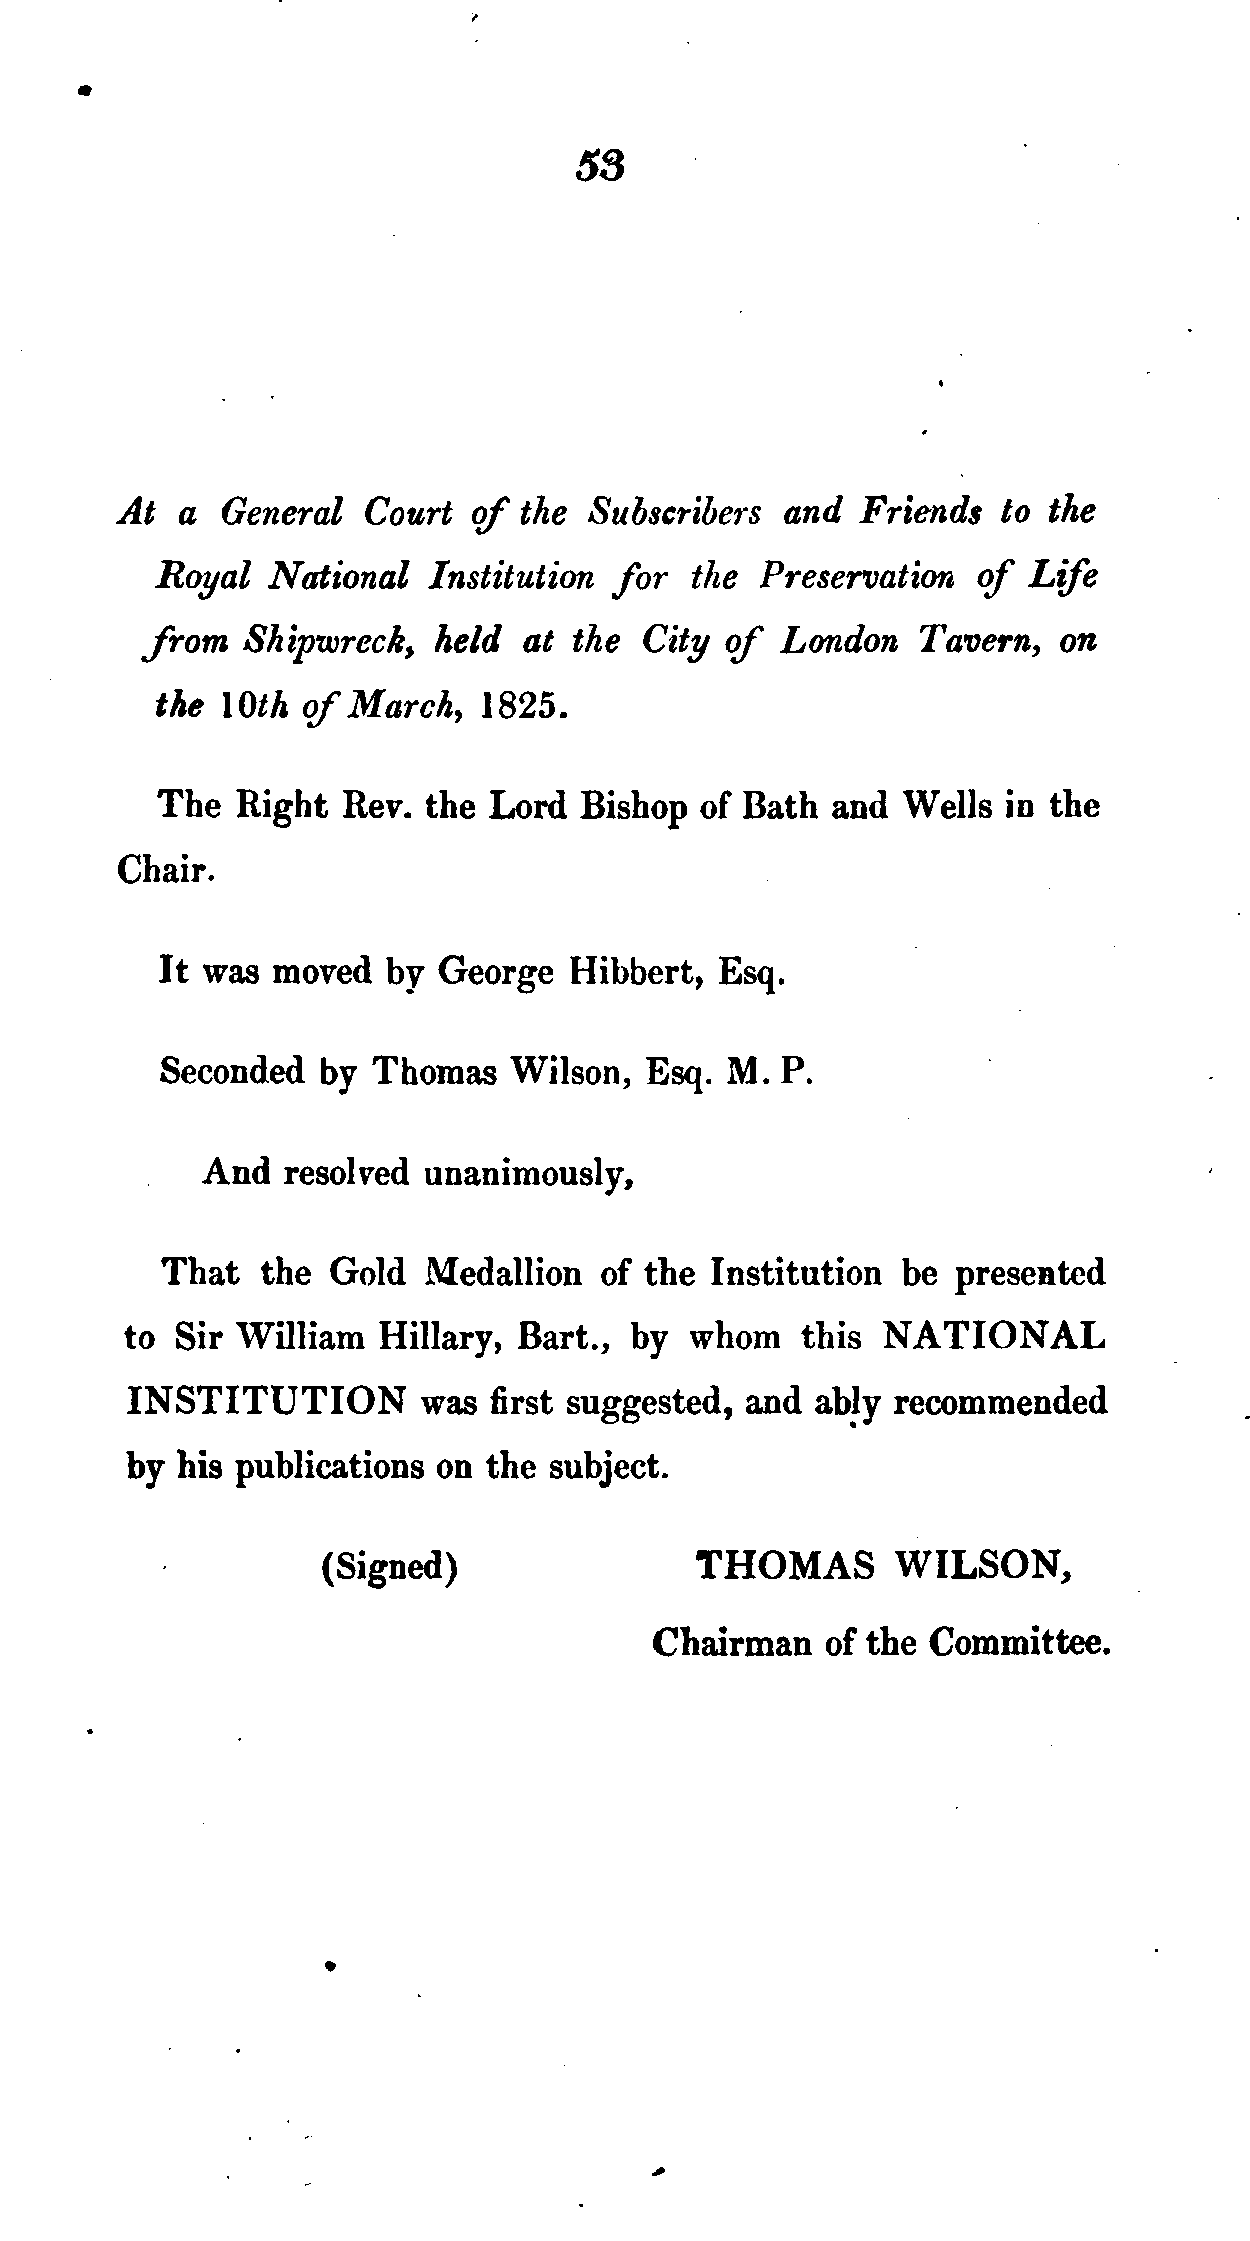 53
At a General Court of the Subscribers and Friends to the
Royal National Institution for the Preservation of Life
from Shipwreck, held at the City of London Tavern, on
the 10th of March, 1825.
The Right Rev. the Lord Bishop of Bath and Wells in the
Chair.
It was moved by George Hibbert, Esq.
Seconded by Thomas Wilson, Esq. M. P.
And resolved unanimously,
That the Gold Medallion of the Institution be presented
to Sir William Hillary, Bart., by whom this NATIONAL
INSTITUTION was first suggested, and ably recommended
by his publications on the subject.
(Signed) THOMAS WILSON,
Chairman of the Committee.